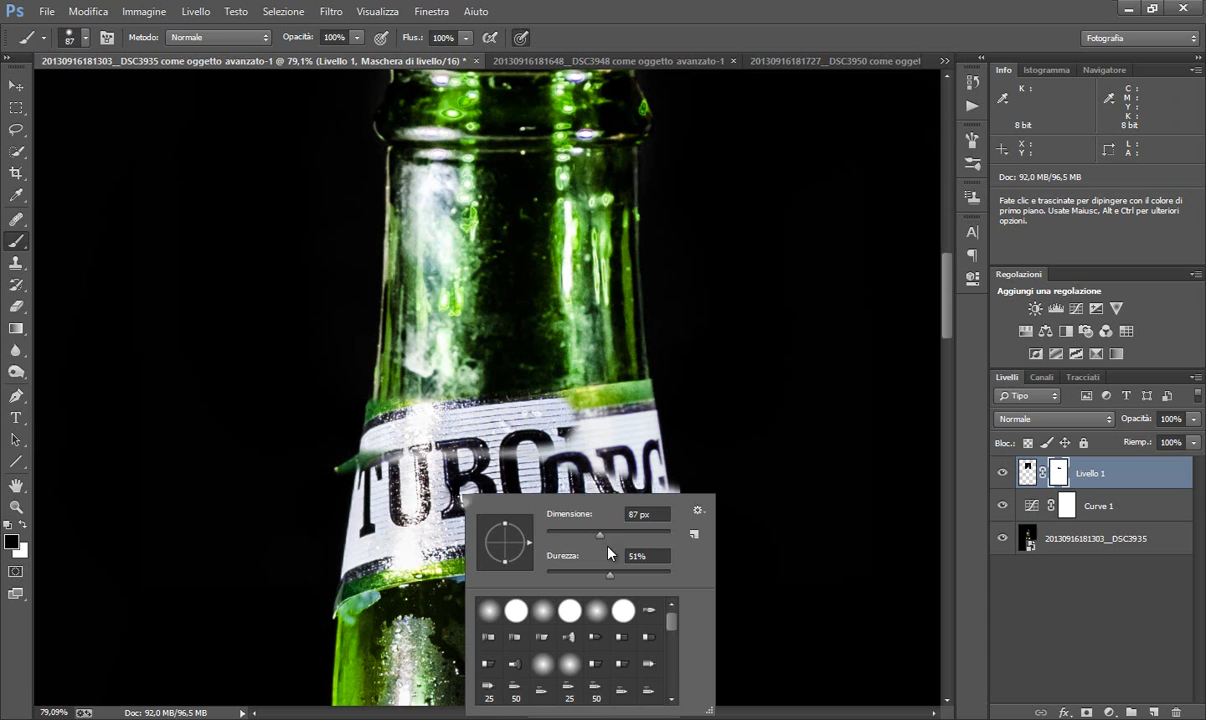 Ps File Modifica Immagine Livello Testo Selezione Filtro Visualizza Finestra Aiuto
87 Metodo: Normale Opacità: 100% Flus.: 100% Fotografia
20130916181303__DSC3935 come oggetto avanzato-1 @ 79,1% (Livello 1, Maschera di livello/16) * × 20130916181648__DSC3948 come oggetto avanzato-1 × 20130916181727__DSC3950 come ogget
Info Istogramma Navigatore
K :
8 bit
C :
M :
Y :
K :
8 bit
X :
Y :
L :
A :
Doc: 92,0 MB/96,5 MB
Fate clic e trascinate per dipingere con il colore di
primo piano. Usate Maiusc, Alt e Ctrl per ulteriori
opzioni.
Regolazioni
Aggiungi una regolazione
Livelli Canali Tracciati
Tipo
Normale Opacità: 100%
Bloc.: Riemp.: 100%
Livello 1
Curve 1
20130916181303__DSC3935
TUBO
Dimensione: 87 px
Durezza: 51%
25 50 25 50
79,09% Doc: 92,0 MB/96,5 MB